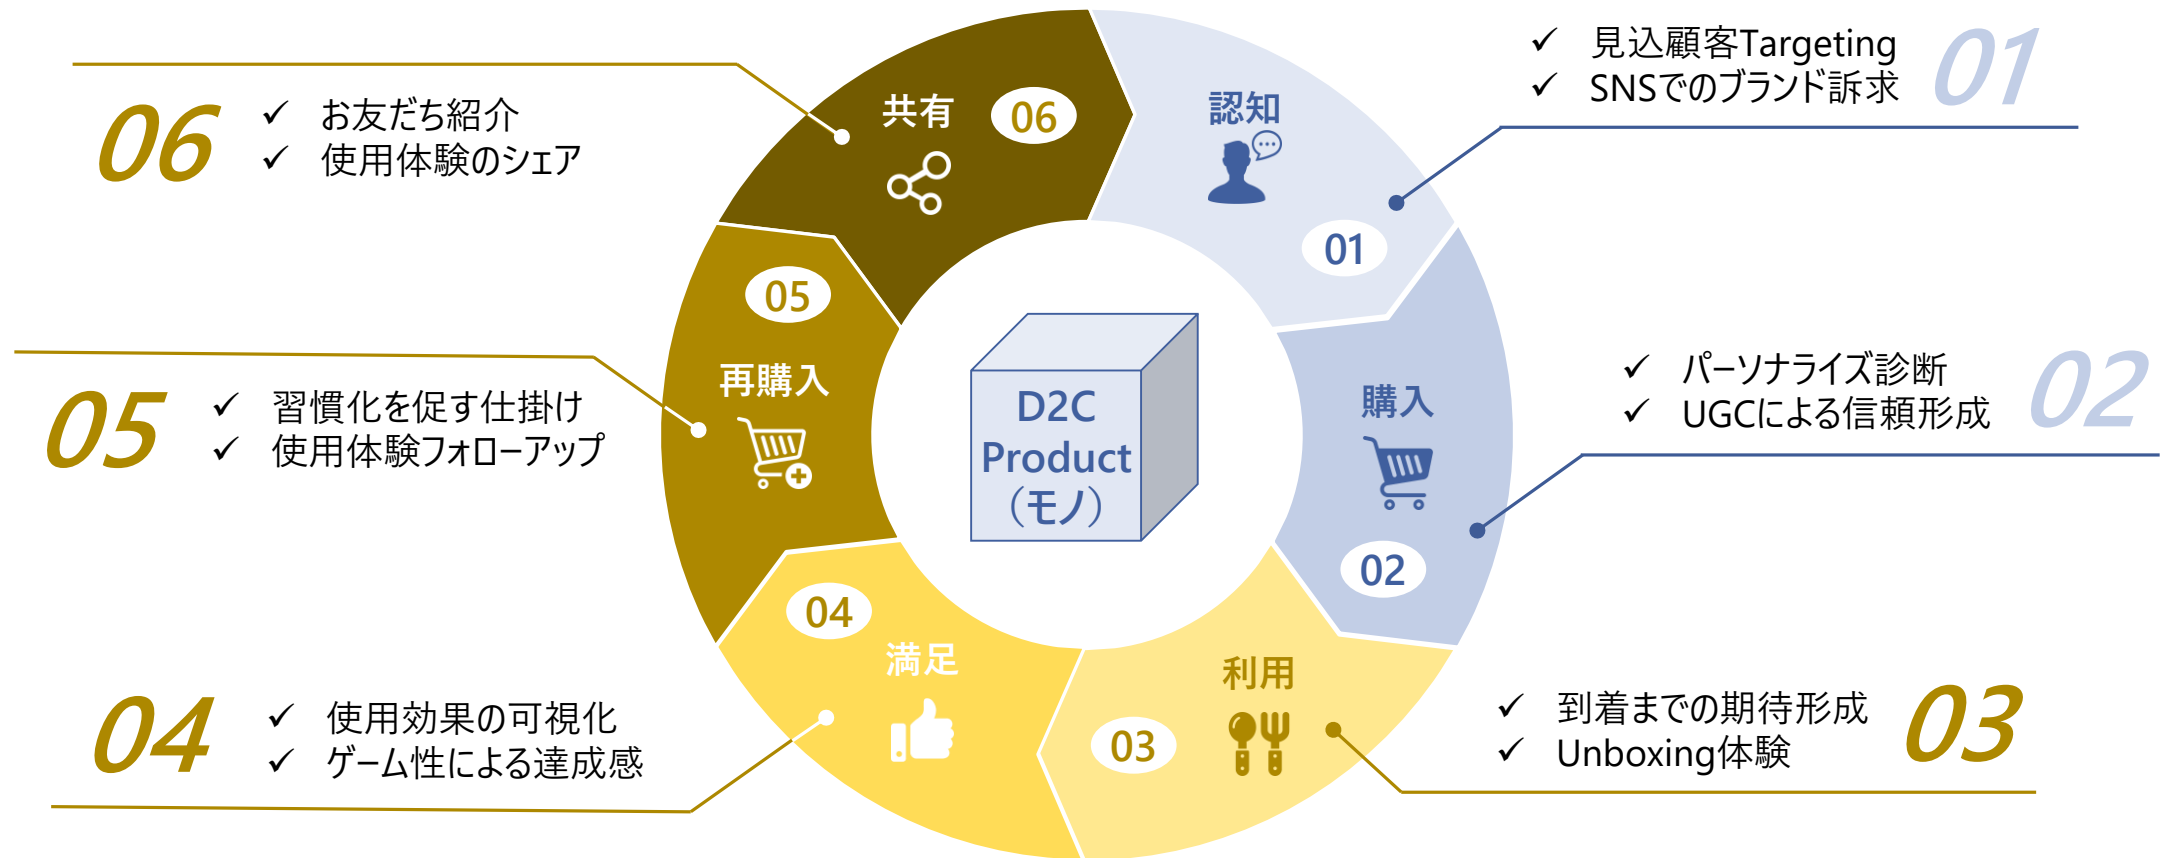 認知
01
✓ 見込顧客Targeting
✓ SNSでのブランド訴求
01
購入
02
✓ パーソナライズ診断
✓ UGCによる信頼形成
02
利用
03
✓ 到着までの期待形成
✓ Unboxing体験
03
満足
04
✓ 使用効果の可視化
✓ ゲーム性による達成感
04
再購入
05
✓ 習慣化を促す仕掛け
✓ 使用体験フォローアップ
05
共有
06
✓ お友だち紹介
✓ 使用体験のシェア
06
D2C
Product
（モノ）